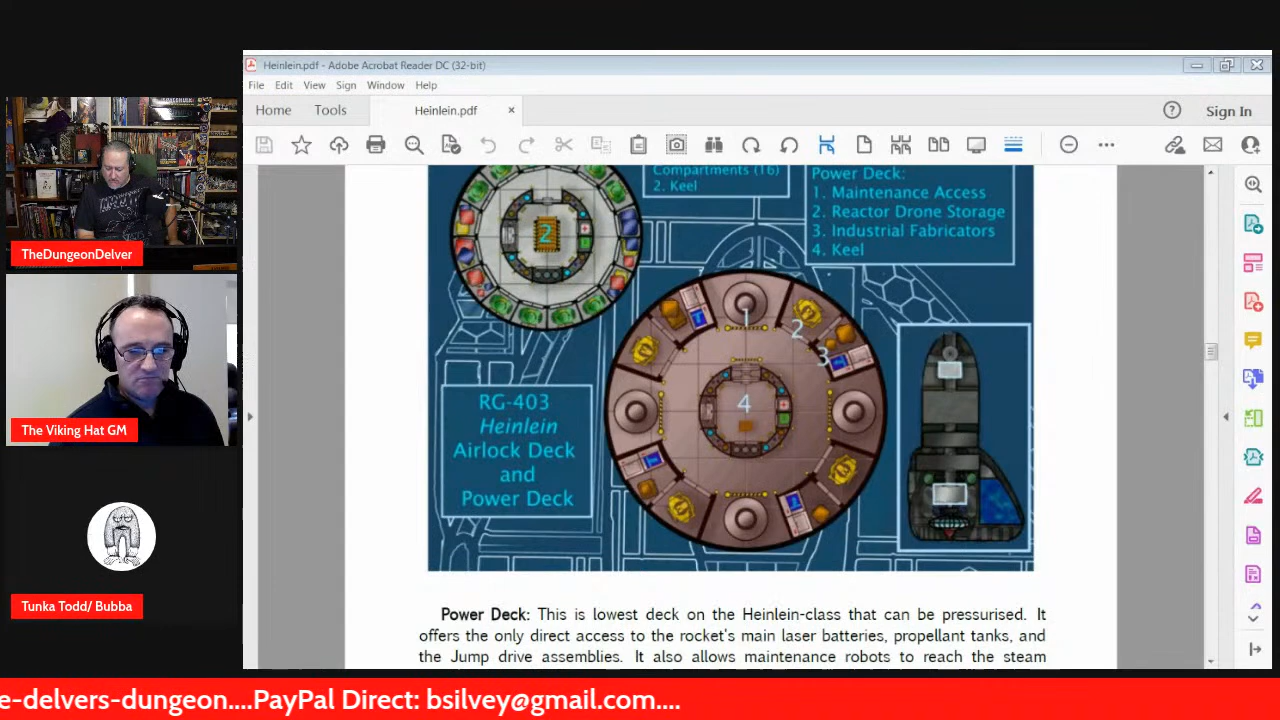 Heinlein.pdf - Adobe Acrobat Reader DC (32-bit)
File Edit View Sign Window Help
Home Tools Heinlein.pdf × Sign In
Compartments (16)
2. Keel
Power Deck:
1. Maintenance Access
2. Reactor Drone Storage
3. Industrial Fabricators
4. Keel
2
1
2
3
4
RG-403
Heinlein
Airlock Deck
and
Power Deck
Power Deck: This is lowest deck on the Heinlein-class that can be pressurised. It
offers the only direct access to the rocket's main laser batteries, propellant tanks, and
the Jump drive assemblies. It also allows maintenance robots to reach the steam
TheDungeonDelver
The Viking Hat GM
Tunka Todd/ Bubba
e-delvers-dungeon....PayPal Direct: bsilvey@gmail.com....